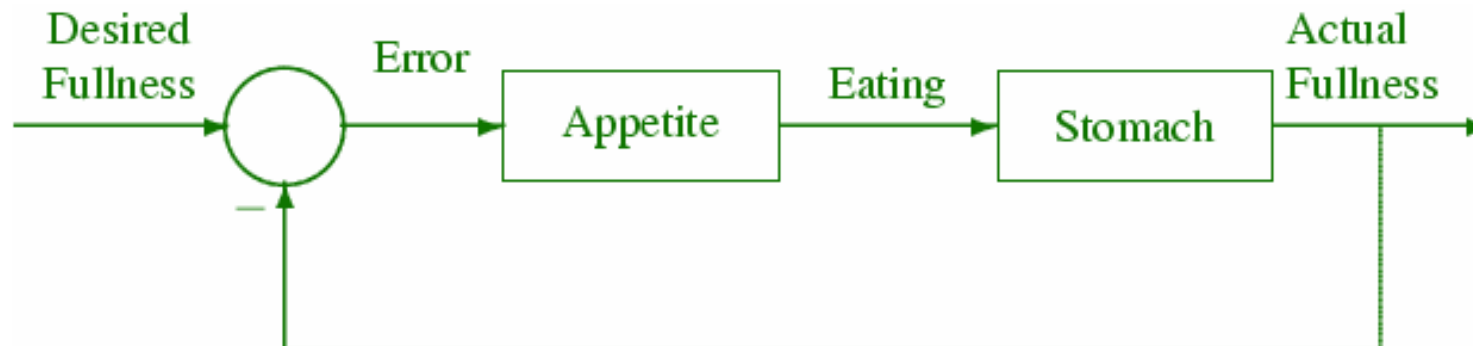 Desired
Fullness
Error
Appetite
Eating
Stomach
Actual
Fullness
−